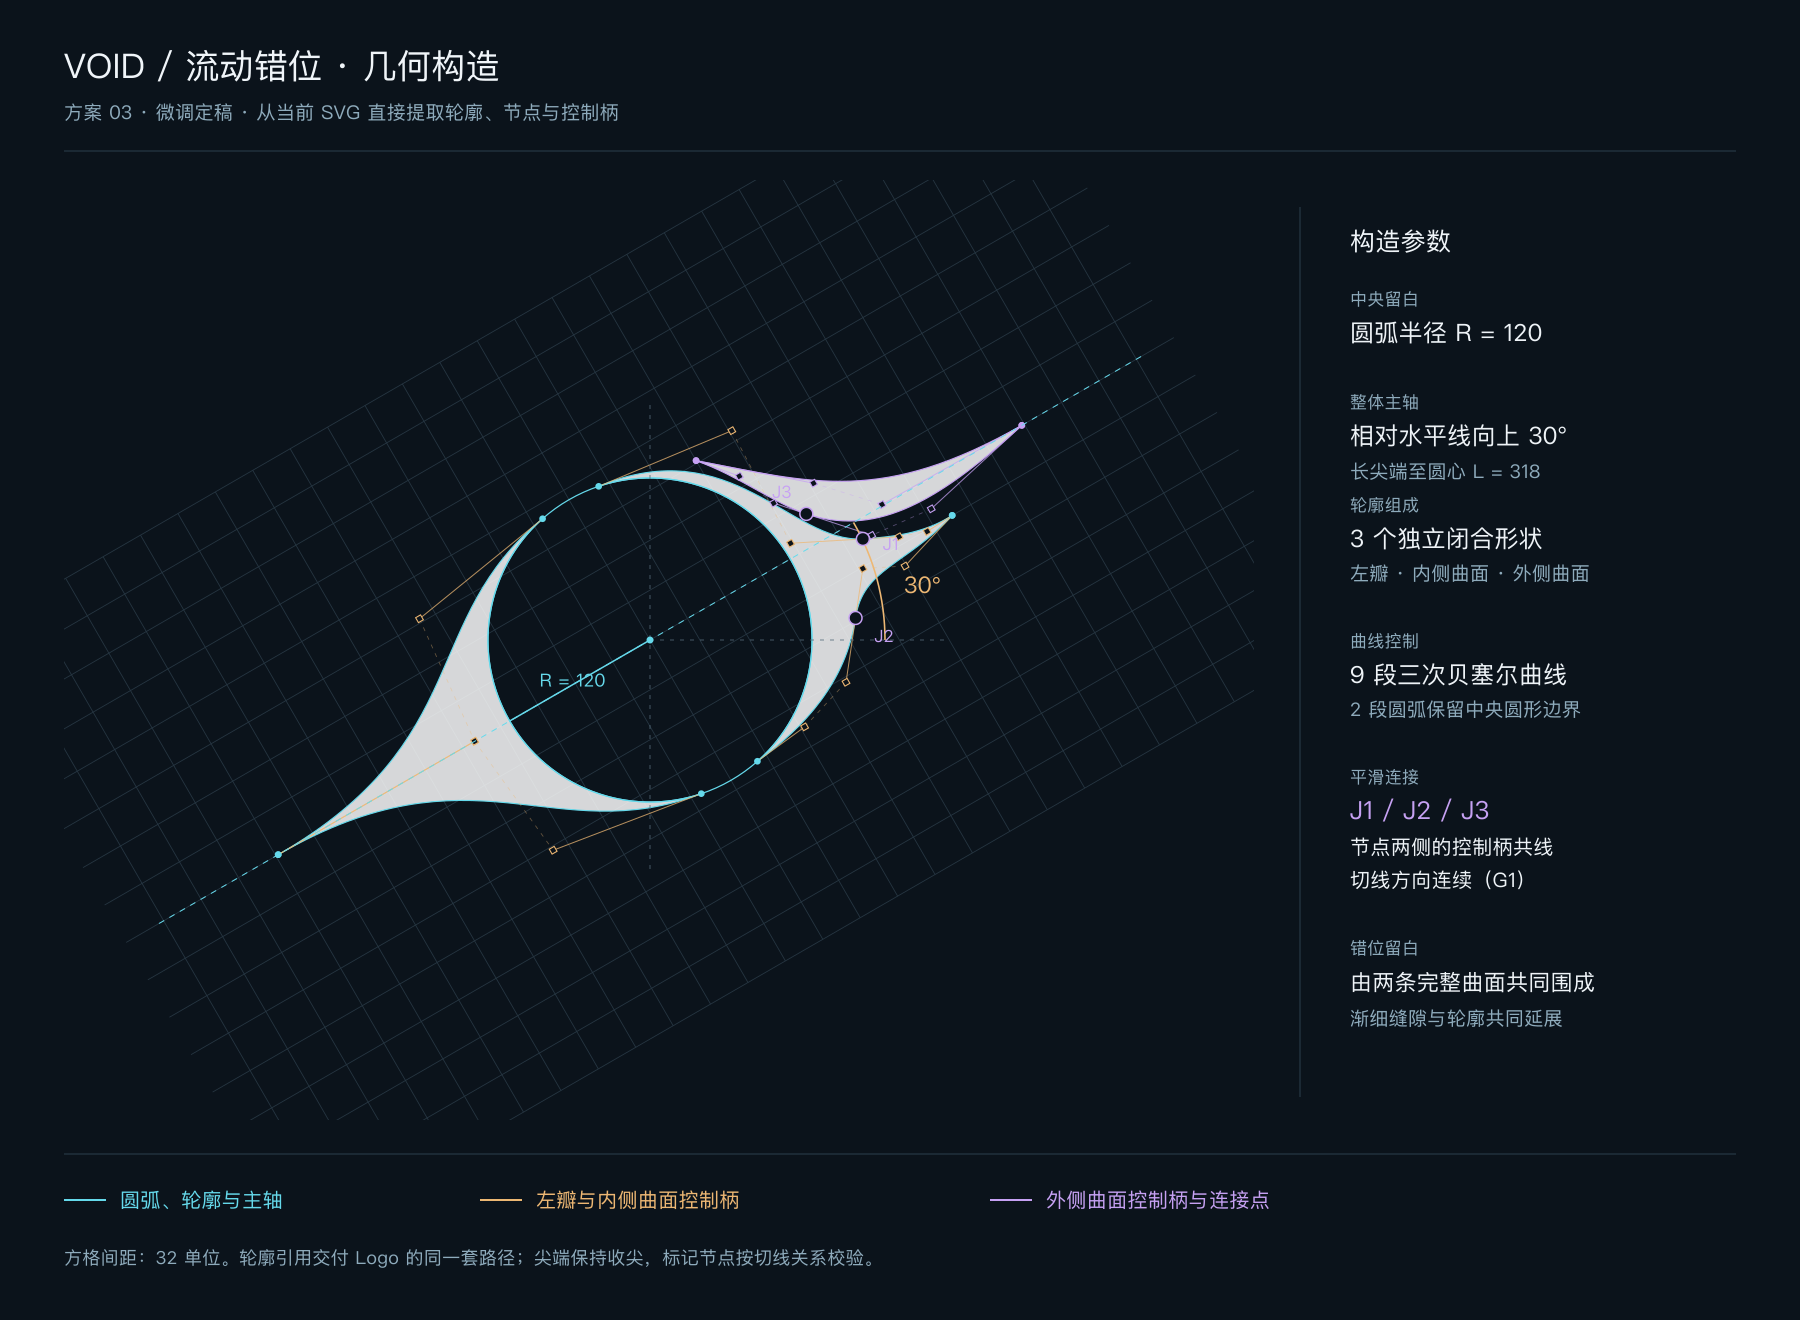 VOID / 流动错位 · 几何构造
方案 03 · 微调定稿 · 从当前 SVG 直接提取轮廓、节点与控制柄
J3
J1
30°
J2
R = 120
构造参数
中央留白
圆弧半径 R = 120
整体主轴
相对水平线向上 30°
长尖端至圆心 L = 318
轮廓组成
3 个独立闭合形状
左瓣 · 内侧曲面 · 外侧曲面
曲线控制
9 段三次贝塞尔曲线
2 段圆弧保留中央圆形边界
平滑连接
J1 / J2 / J3
节点两侧的控制柄共线
切线方向连续（G1）
错位留白
由两条完整曲面共同围成
渐细缝隙与轮廓共同延展
圆弧、轮廓与主轴
左瓣与内侧曲面控制柄
外侧曲面控制柄与连接点
方格间距：32 单位。轮廓引用交付 Logo 的同一套路径；尖端保持收尖，标记节点按切线关系校验。